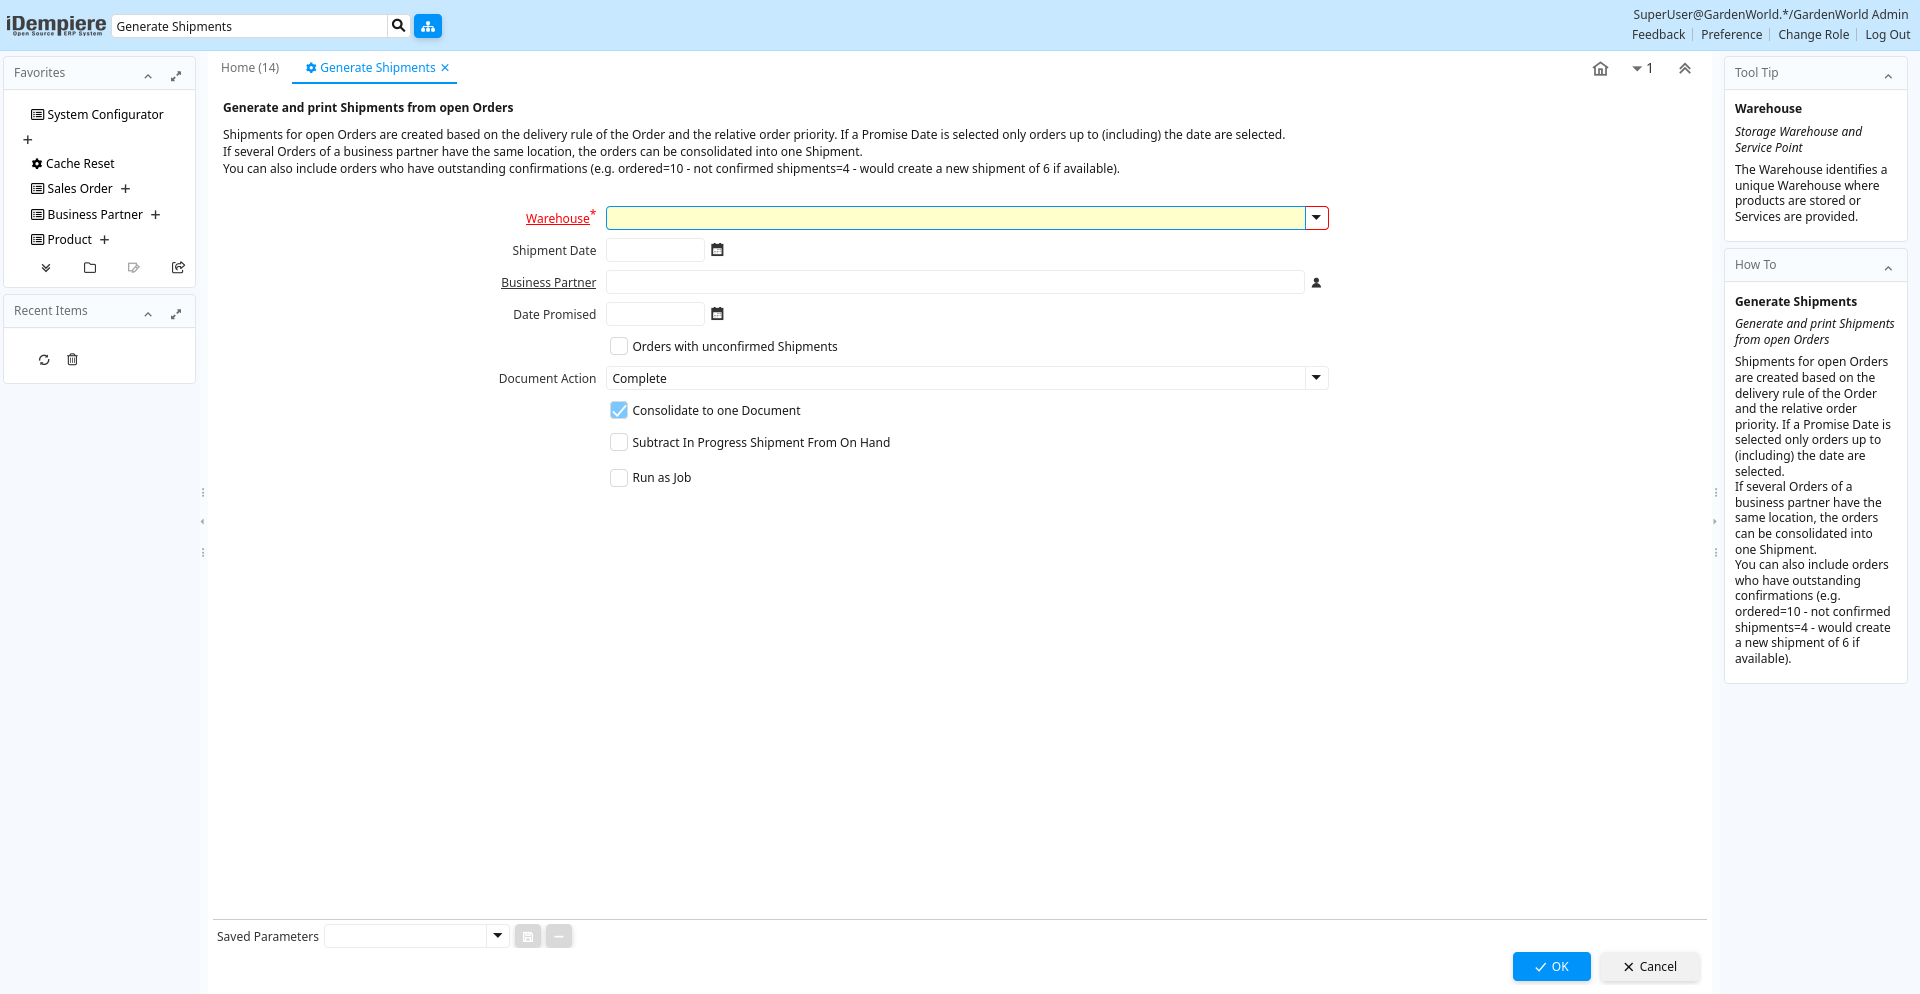 iDempiere
Open Source ERP System
Generate Shipments
SuperUser@GardenWorld.*/GardenWorld Admin
Feedback
Preference
Change Role
Log Out
Favorites
System Configurator
Cache Reset
Sales Order
Business Partner
Product
Recent Items
Home (14)
Generate Shipments
1
Generate and print Shipments from open Orders
Shipments for open Orders are created based on the delivery rule of the Order and the relative order priority. If a Promise Date is selected only orders up to (including) the date are selected.
If several Orders of a business partner have the same location, the orders can be consolidated into one Shipment.
You can also include orders who have outstanding confirmations (e.g. ordered=10 - not confirmed shipments=4 - would create a new shipment of 6 if available).
Warehouse*
Shipment Date
Business Partner
Date Promised
Orders with unconfirmed Shipments
Document Action
Complete
Consolidate to one Document
Subtract In Progress Shipment From On Hand
Run as Job
Saved Parameters
OK
Cancel
Tool Tip
Warehouse
Storage Warehouse and
Service Point
The Warehouse identifies a
unique Warehouse where
products are stored or
Services are provided.
How To
Generate Shipments
Generate and print Shipments
from open Orders
Shipments for open Orders
are created based on the
delivery rule of the Order
and the relative order
priority. If a Promise Date is
selected only orders up to
(including) the date are
selected.
If several Orders of a
business partner have the
same location, the orders
can be consolidated into
one Shipment.
You can also include orders
who have outstanding
confirmations (e.g.
ordered=10 - not confirmed
shipments=4 - would create
a new shipment of 6 if
available).